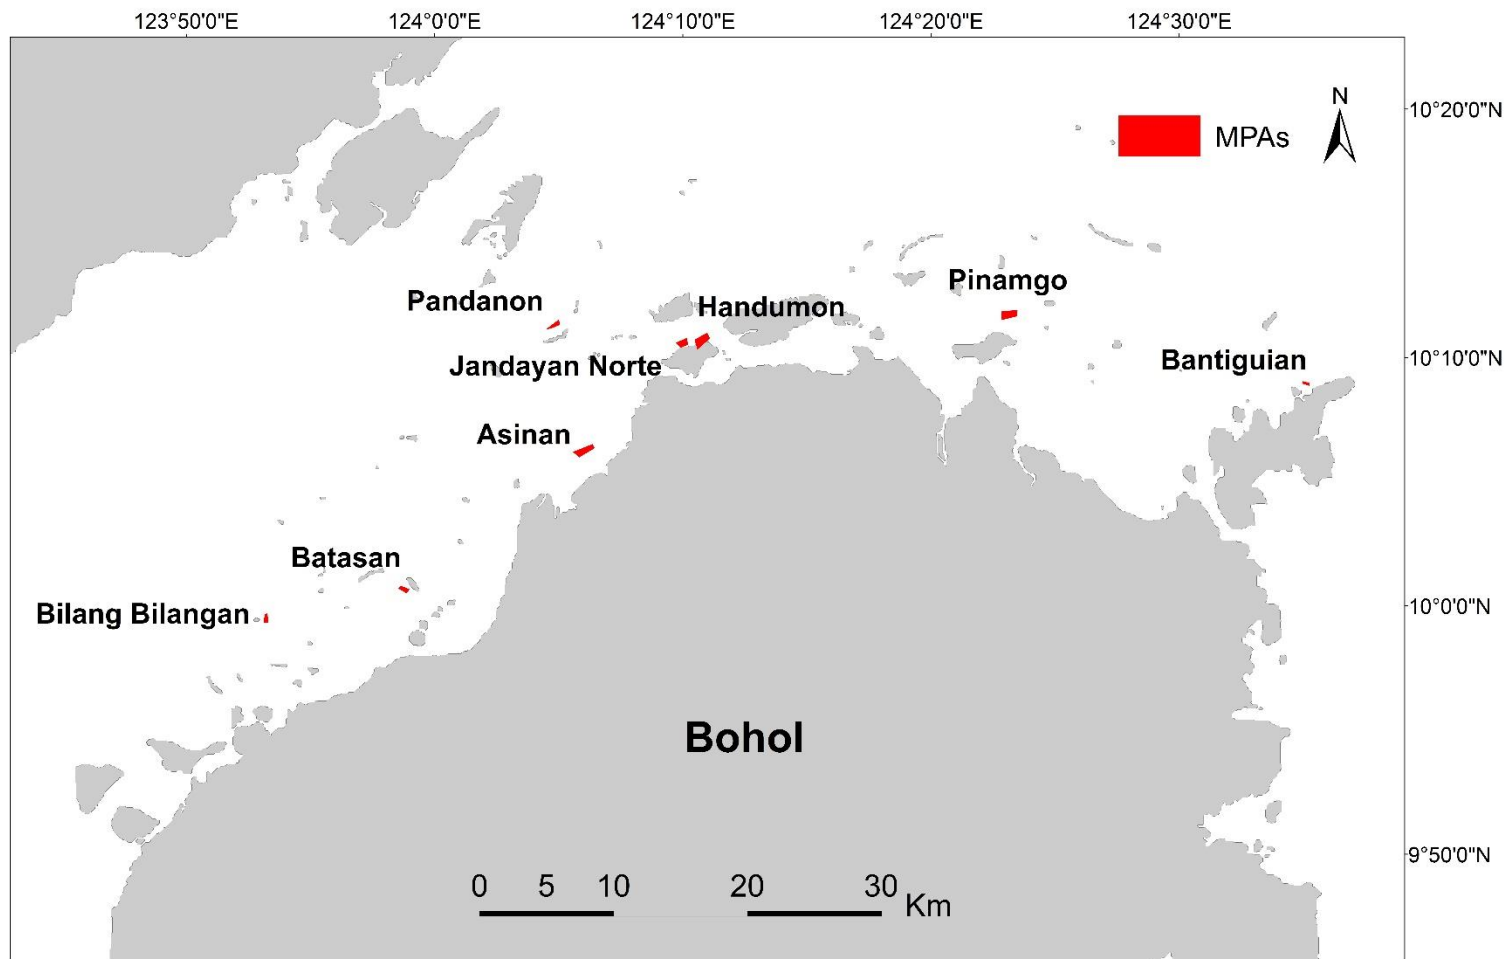 123°50'0"E 124°0'0"E 124°10'0"E 124°20'0"E 124°30'0"E
N
10°20'0"N
MPAs
Pinamgo
Pandanon
Handumon
10°10'0"N
Jandayan Norte
Bantiguian
Asinan
Batasan
Bilang Bilangan
10°0'0"N
Bohol
9°50'0"N
0 5 10 20 30
Km